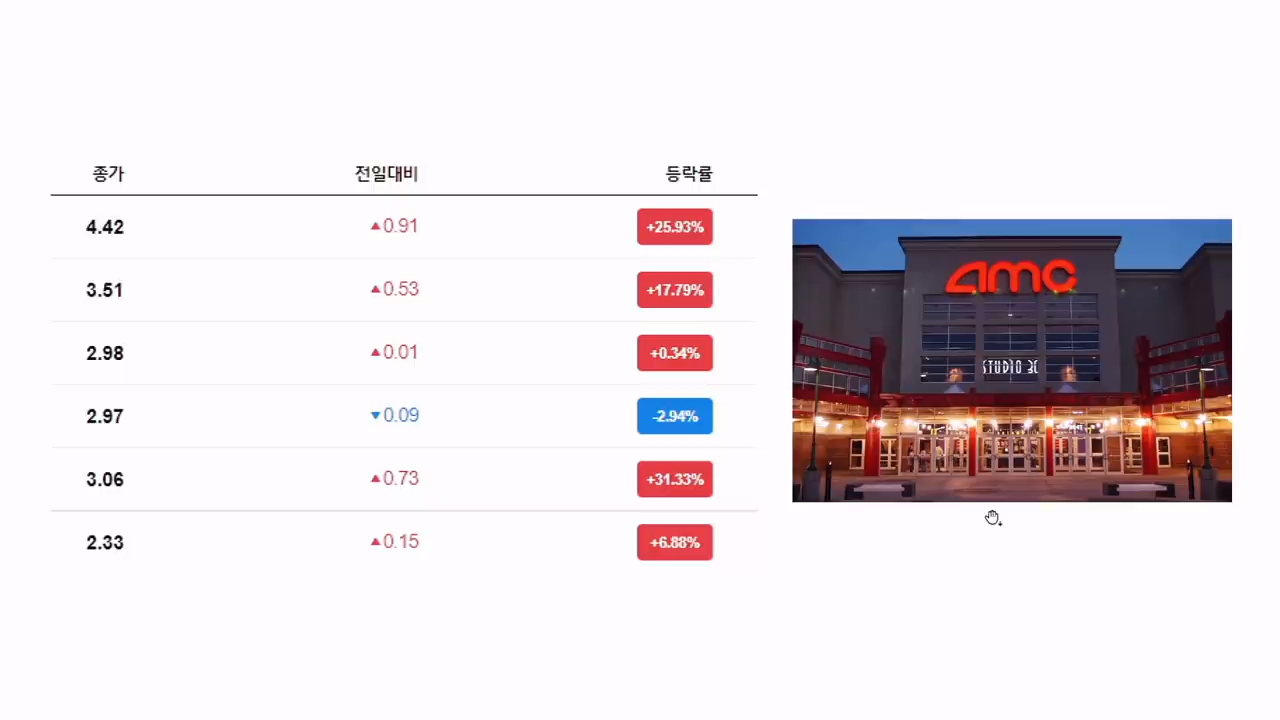 종가 전일대비 등락률
4.42 ▲0.91 +25.93%
3.51 ▲0.53 +17.79%
2.98 ▲0.01 +0.34%
2.97 ▼0.09 -2.94%
3.06 ▲0.73 +31.33%
2.33 ▲0.15 +6.88%
amc
STUDIO 30